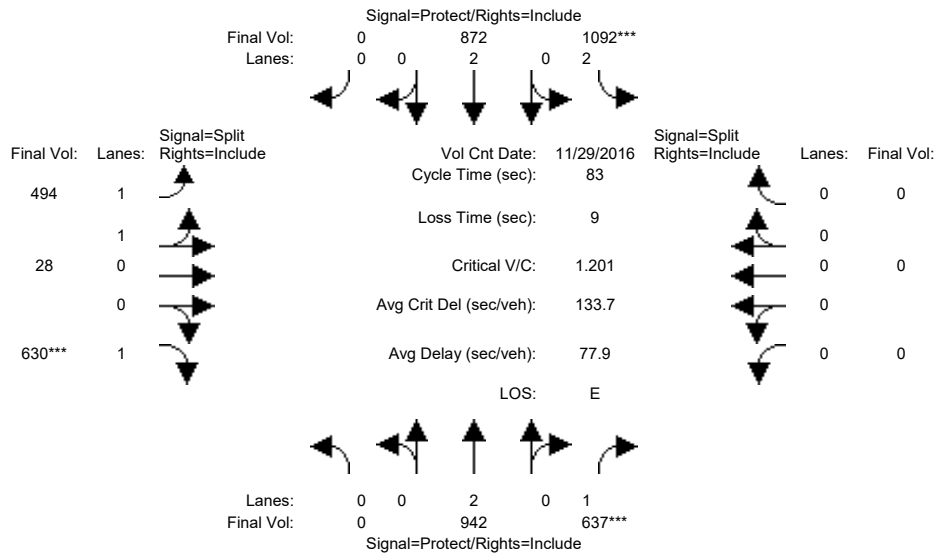 Signal=Protect/Rights=Include
Final Vol: 0 872 1092***
Lanes: 0 0 2 0 2
Signal=Split
Final Vol: Lanes: Rights=Include
Vol Cnt Date: 11/29/2016
Signal=Split
Rights=Include Lanes: Final Vol:
Cycle Time (sec): 83
494 1 0 0
Loss Time (sec): 9
1 0
28 0 Critical V/C: 1.201 0 0
0 Avg Crit Del (sec/veh): 133.7 0
630*** 1 Avg Delay (sec/veh): 77.9 0 0
LOS: E
Lanes: 0 0 2 0 1
Final Vol: 0 942 637***
Signal=Protect/Rights=Include